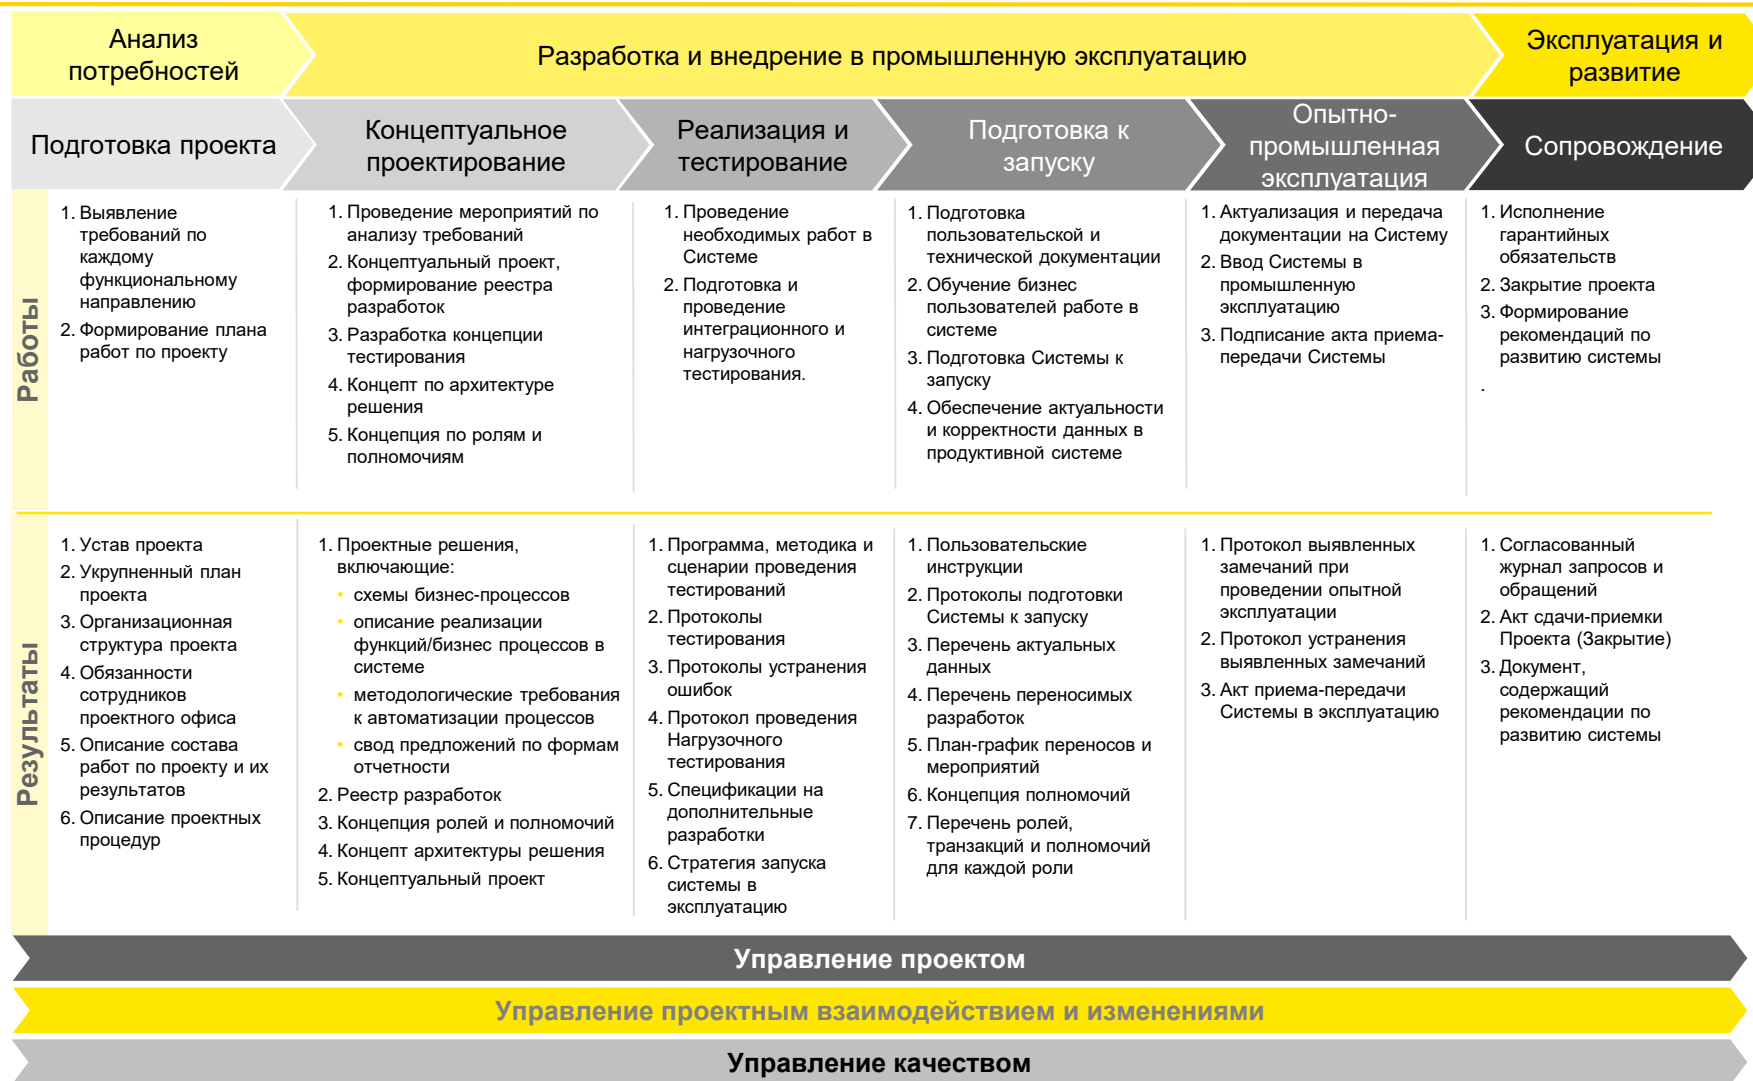 Анализ
потребностей
Разработка и внедрение в промышленную эксплуатацию
Эксплуатация и
развитие
Подготовка проекта
Концептуальное
проектирование
Реализация и
тестирование
Подготовка к
запуску
Опытно-
промышленная
эксплуатация
Сопровождение
Работы
1. Выявление
требований по
каждому
функциональному
направлению
2. Формирование плана
работ по проекту
1. Проведение мероприятий по
анализу требований
2. Концептуальный проект,
формирование реестра
разработок
3. Разработка концепции
тестирования
4. Концепт по архитектуре
решения
5. Концепция по ролям и
полномочиям
1. Проведение
необходимых работ в
Системе
2. Подготовка и
проведение
интеграционного и
нагрузочного
тестирования.
1. Подготовка
пользовательской и
технической документации
2. Обучение бизнес
пользователей работе в
системе
3. Подготовка Системы к
запуску
4. Обеспечение актуальности
и корректности данных в
продуктивной системе
1. Актуализация и передача
документации на Систему
2. Ввод Системы в
промышленную
эксплуатацию
3. Подписание акта приема-
передачи Системы
1. Исполнение
гарантийных
обязательств
2. Закрытие проекта
3. Формирование
рекомендаций по
развитию системы
.
Результаты
1. Устав проекта
2. Укрупненный план
проекта
3. Организационная
структура проекта
4. Обязанности
сотрудников
проектного офиса
5. Описание состава
работ по проекту и их
результатов
6. Описание проектных
процедур
1. Проектные решения,
включающие:
• схемы бизнес-процессов
• описание реализации
функций/бизнес процессов в
системе
• методологические требования
к автоматизации процессов
• свод предложений по формам
отчетности
2. Реестр разработок
3. Концепция ролей и полномочий
4. Концепт архитектуры решения
5. Концептуальный проект
1. Программа, методика и
сценарии проведения
тестирований
2. Протоколы
тестирования
3. Протоколы устранения
ошибок
4. Протокол проведения
Нагрузочного
тестирования
5. Спецификации на
дополнительные
разработки
6. Стратегия запуска
системы в
эксплуатацию
1. Пользовательские
инструкции
2. Протоколы подготовки
Системы к запуску
3. Перечень актуальных
данных
4. Перечень переносимых
разработок
5. План-график переносов и
мероприятий
6. Концепция полномочий
7. Перечень ролей,
транзакций и полномочий
для каждой роли
1. Протокол выявленных
замечаний при
проведении опытной
эксплуатации
2. Протокол устранения
выявленных замечаний
3. Акт приема-передачи
Системы в эксплуатацию
1. Согласованный
журнал запросов и
обращений
2. Акт сдачи-приемки
Проекта (Закрытие)
3. Документ,
содержащий
рекомендации по
развитию системы
Управление проектом
Управление проектным взаимодействием и изменениями
Управление качеством